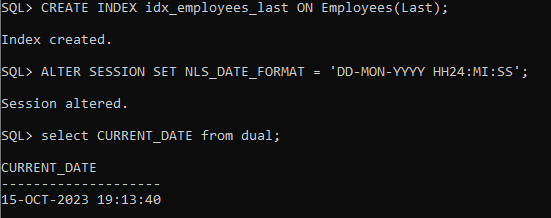 SQL> CREATE INDEX idx_employees_last ON Employees(Last);
Index created.
SQL> ALTER SESSION SET NLS_DATE_FORMAT = 'DD-MON-YYYY HH24:MI:SS';
Session altered.
SQL> select CURRENT_DATE from dual;
CURRENT_DATE
--------------------
15-OCT-2023 19:13:40